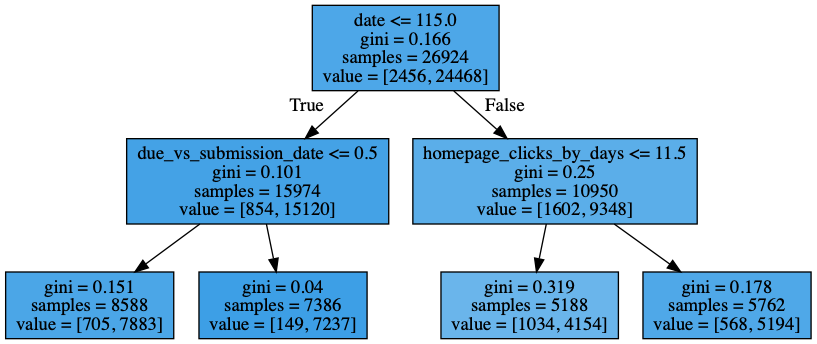 date <= 115.0
gini = 0.166
samples = 26924
value = [2456, 24468]
True
False
due_vs_submission_date <= 0.5
gini = 0.101
samples = 15974
value = [854, 15120]
homepage_clicks_by_days <= 11.5
gini = 0.25
samples = 10950
value = [1602, 9348]
gini = 0.151
samples = 8588
value = [705, 7883]
gini = 0.04
samples = 7386
value = [149, 7237]
gini = 0.319
samples = 5188
value = [1034, 4154]
gini = 0.178
samples = 5762
value = [568, 5194]